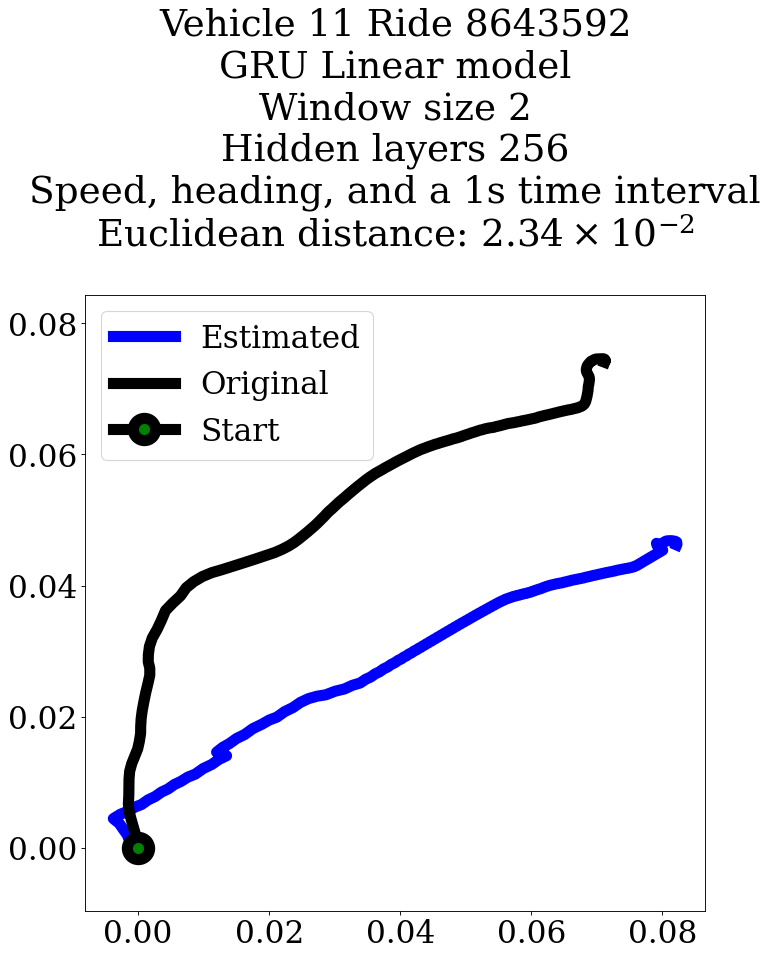 Vehicle 11 Ride 8643592
GRU Linear model
Window size 2
Hidden layers 256
Speed, heading, and a 1s time interval
Euclidean distance: 2.34 × 10⁻²
Estimated
Original
Start
0.08
0.06
0.04
0.02
0.00
0.00 0.02 0.04 0.06 0.08